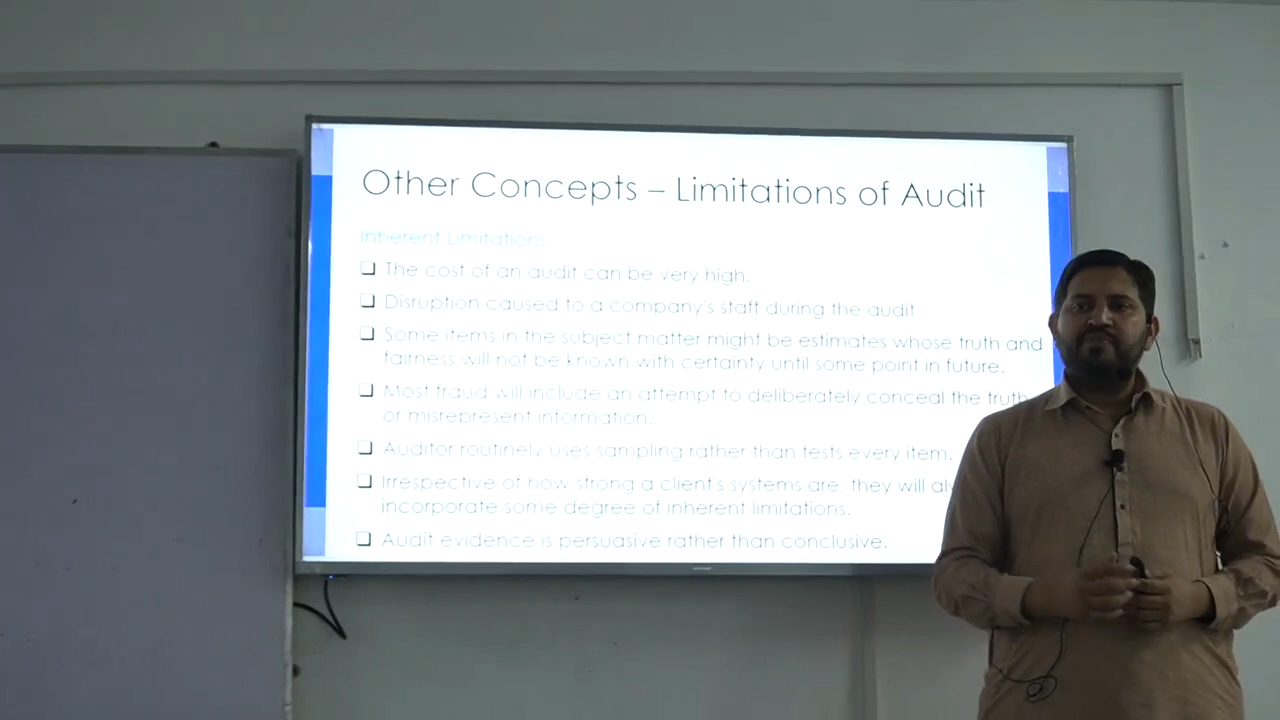 Other Concepts – Limitations of Audit
Inherent Limitations
❑ The cost of an audit can be very high.
❑ Disruption caused to a company's staff during the audit
❑ Some items in the subject matter might be estimates whose truth and
fairness will not be known with certainty until some point in future.
❑ Most fraud will include an attempt to deliberately conceal the truth
or misrepresent information.
❑ Auditor routinely uses sampling rather than tests every item.
❑ Irrespective of how strong a client's systems are, they will
incorporate some degree of inherent limitations.
❑ Audit evidence is persuasive rather than conclusive.